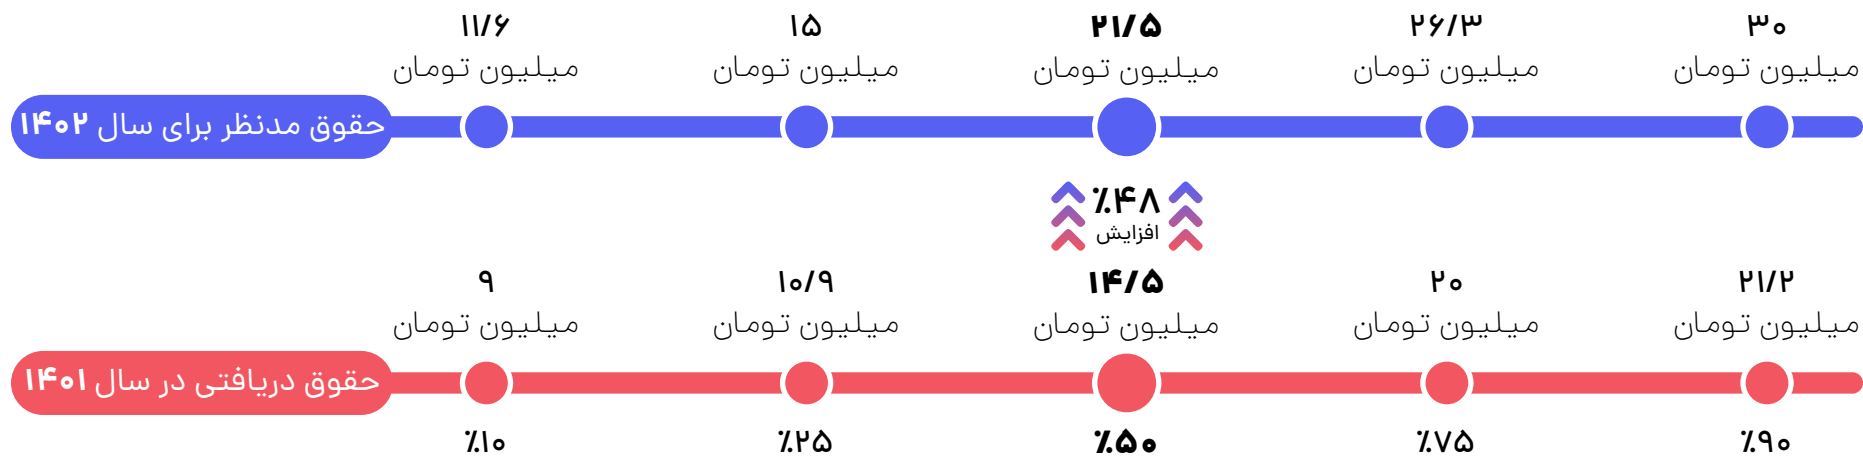 ۱۱/۶
میلیون تومان
۱۵
میلیون تومان
۲۱/۵
میلیون تومان
۲۶/۳
میلیون تومان
۳۰
میلیون تومان
حقوق مدنظر برای سال ۱۴۰۲
٪۴۸
افزایش
۹
میلیون تومان
۱۰/۹
میلیون تومان
۱۴/۵
میلیون تومان
۲۰
میلیون تومان
۲۱/۲
میلیون تومان
حقوق دریافتی در سال ۱۴۰۱
٪۱۰
٪۲۵
٪۵۰
٪۷۵
٪۹۰